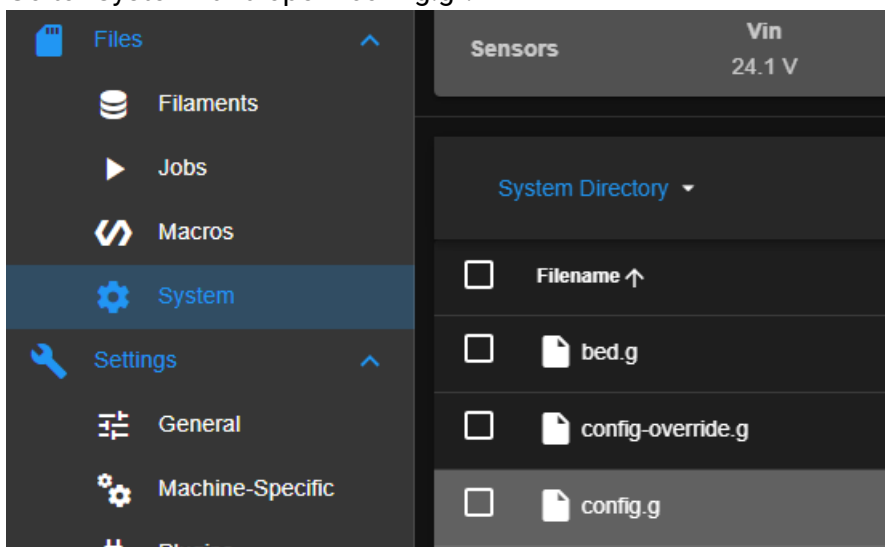 Files
Filaments
Jobs
Macros
System
Settings
General
Machine-Specific
Sensors
Vin
24.1 V
System Directory
Filename
bed.g
config-override.g
config.g